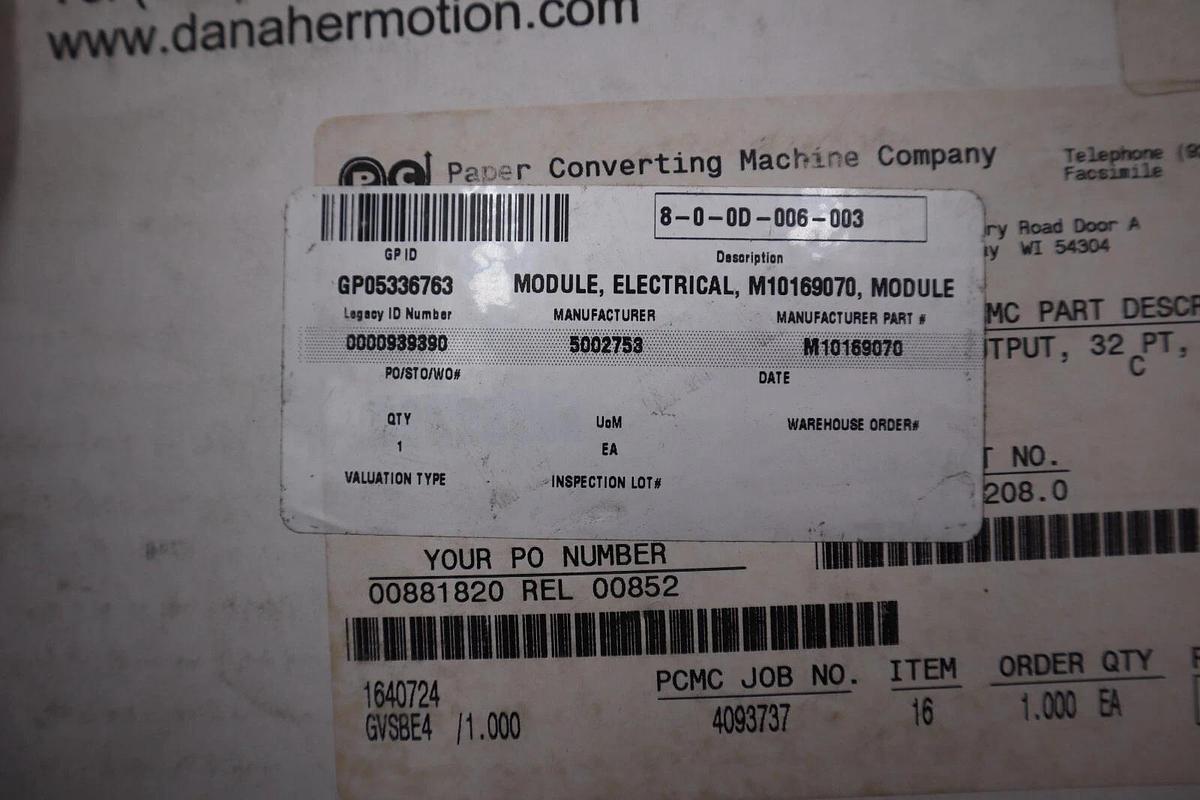 www.danahermotion.com
PC Paper Converting Machine Company
Telephone
Facsimile
Road Door A
WI 54304
8-0-0D-006-003
GP ID
Description
GP05336763 MODULE, ELECTRICAL, M10169070, MODULE
Legacy ID Number MANUFACTURER MANUFACTURER PART #
0000939390 5002753 M10169070
PO/STO/WO# DATE
QTY UoM WAREHOUSE ORDER#
1 EA
VALUATION TYPE INSPECTION LOT#
PART
32 PT,
C
NO.
208.0
YOUR PO NUMBER
00881820 REL 00852
1640724
GVSBE4 /1.000
PCMC JOB NO. ITEM ORDER QTY
4093737 16 1.000 EA